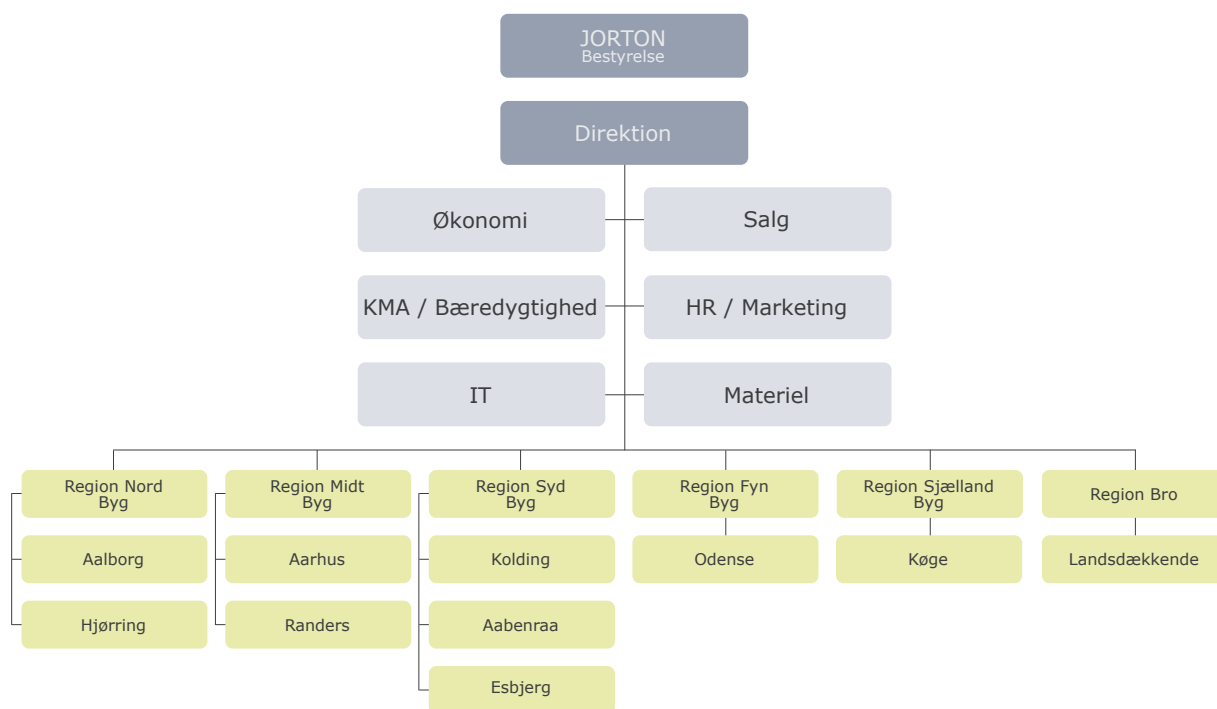 JORTON
Bestyrelse
Direktion
Økonomi
Salg
KMA / Bæredygtighed
HR / Marketing
IT
Materiel
Region Nord
Byg
Region Midt
Byg
Region Syd
Byg
Region Fyn
Byg
Region Sjælland
Byg
Region Bro
Aalborg
Aarhus
Kolding
Odense
Køge
Landsdækkende
Hjørring
Randers
Aabenraa
Esbjerg